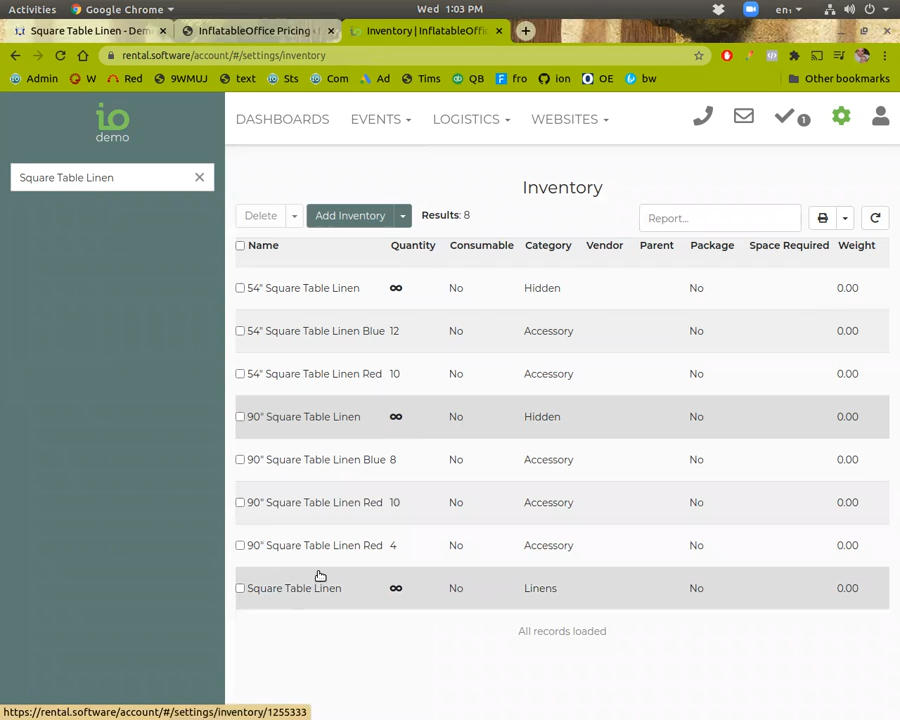 Activities Google Chrome Wed 1:03 PM en₁
Square Table Linen - Dem InflatableOffice Pricing Inventory | InflatableOffi
rental.software/account/#/settings/inventory
Admin W Red 9WMUJ text Sts Com Ad Tims QB fro ion OE bw Other bookmarks
io
demo
DASHBOARDS EVENTS LOGISTICS WEBSITES 1
Square Table Linen
Inventory
Delete Add Inventory Results: 8 Report...
Name Quantity Consumable Category Vendor Parent Package Space Required Weight
54" Square Table Linen ∞ No Hidden No 0.00
54" Square Table Linen Blue 12 No Accessory No 0.00
54" Square Table Linen Red 10 No Accessory No 0.00
90" Square Table Linen ∞ No Hidden No 0.00
90" Square Table Linen Blue 8 No Accessory No 0.00
90" Square Table Linen Red 10 No Accessory No 0.00
90" Square Table Linen Red 4 No Accessory No 0.00
Square Table Linen ∞ No Linens No 0.00
All records loaded
https://rental.software/account/#/settings/inventory/1255333